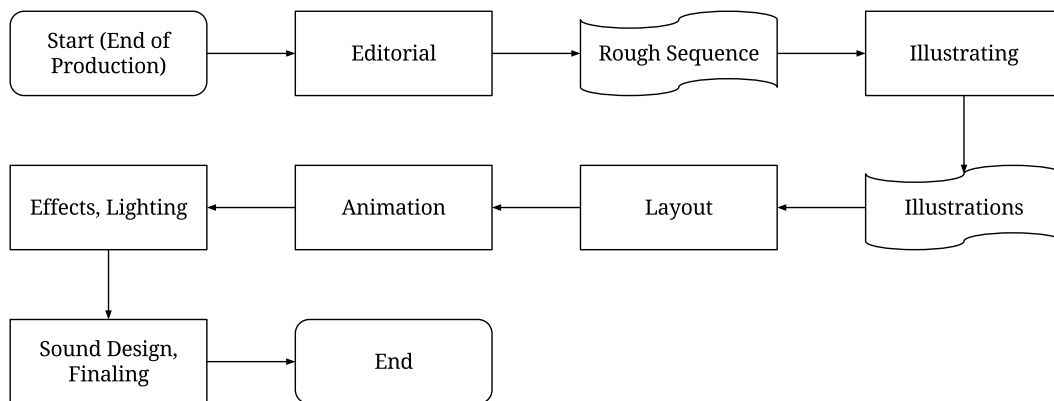 Start (End of
Production)
Editorial
Rough Sequence
Illustrating
Effects, Lighting
Animation
Layout
Illustrations
Sound Design,
Finaling
End